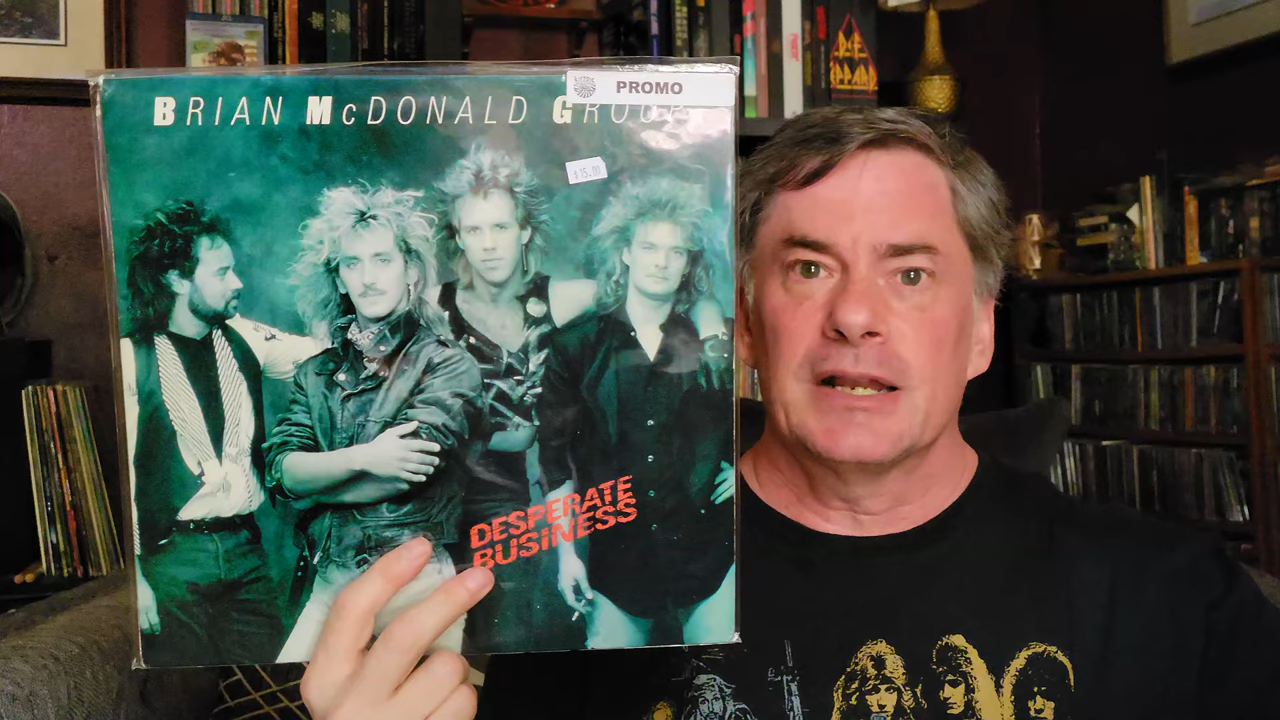 PROMO
BRIAN McDONALD GROUP
$15.00
DEF
LEPPARD
DESPERATE
BUSINESS